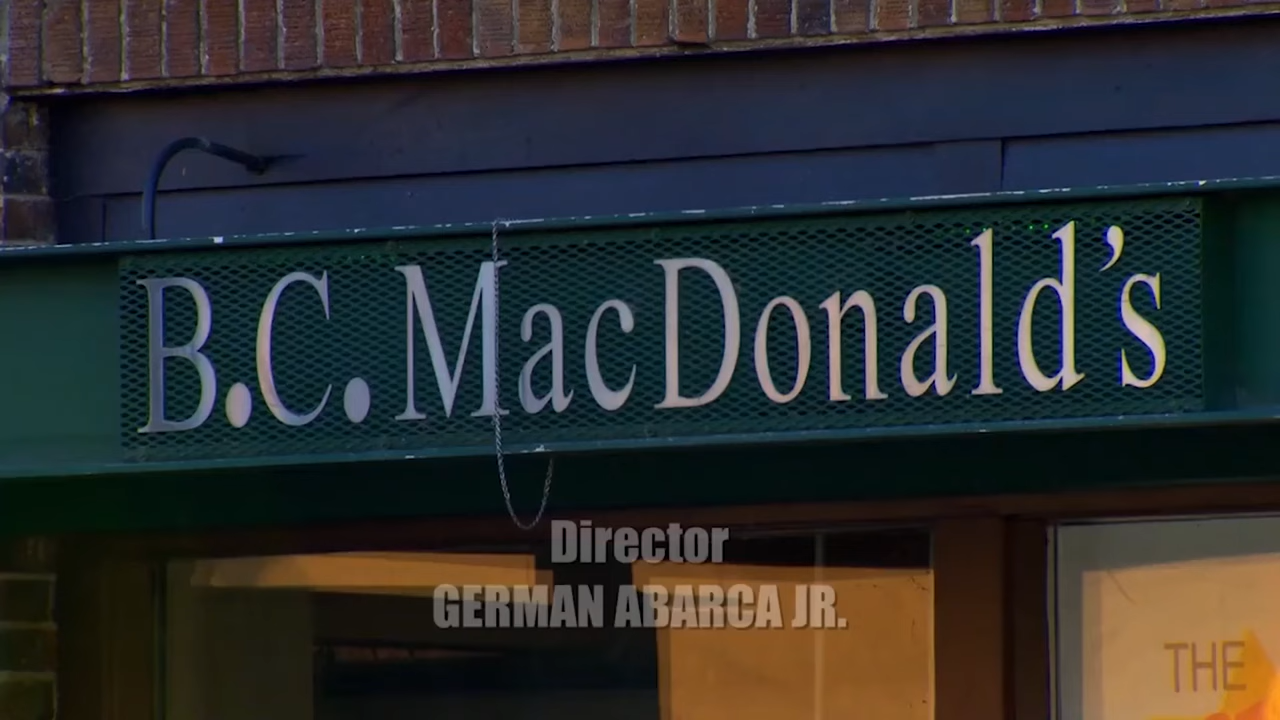 B.C. MacDonald's
Director
GERMAN ABARCA JR.
THE